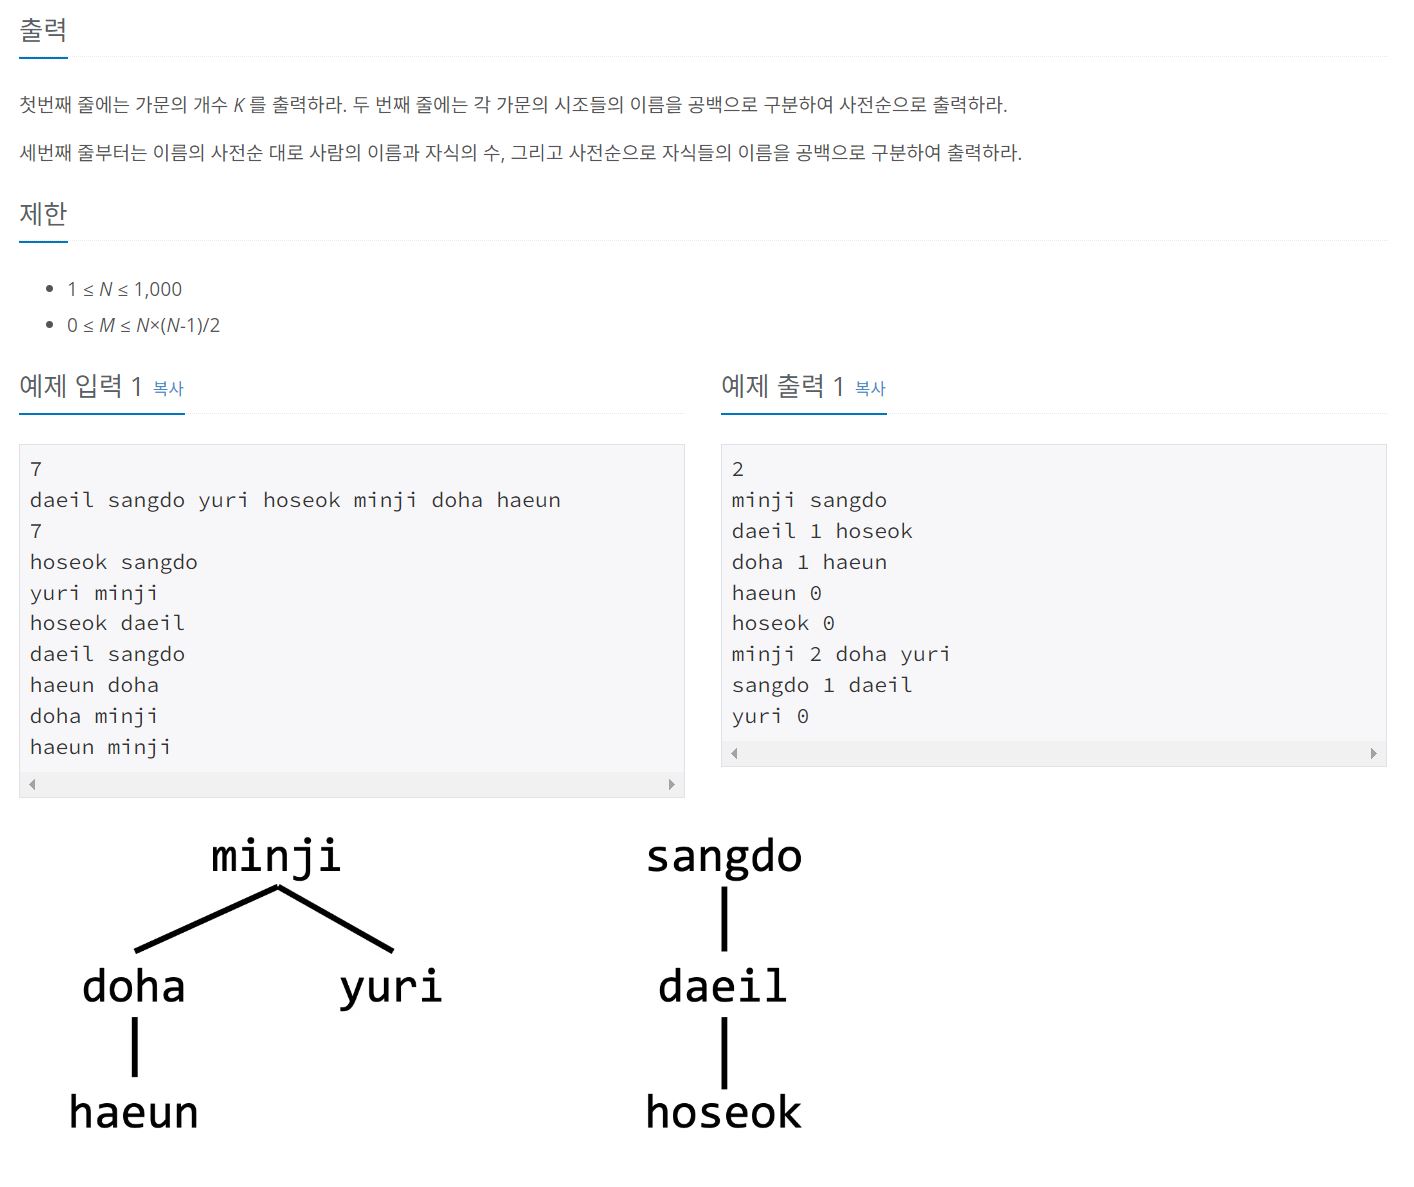 출력
첫번째 줄에는 가문의 개수 K 를 출력하라. 두 번째 줄에는 각 가문의 시조들의 이름을 공백으로 구분하여 사전순으로 출력하라.
세번째 줄부터는 이름의 사전순 대로 사람의 이름과 자식의 수, 그리고 사전순으로 자식들의 이름을 공백으로 구분하여 출력하라.
제한
• 1 ≤ N ≤ 1,000
• 0 ≤ M ≤ N×(N-1)/2
예제 입력 1 복사
7
daeil sangdo yuri hoseok minji doha haeun
7
hoseok sangdo
yuri minji
hoseok daeil
daeil sangdo
haeun doha
doha minji
haeun minji
예제 출력 1 복사
2
minji sangdo
daeil 1 hoseok
doha 1 haeun
haeun 0
hoseok 0
minji 2 doha yuri
sangdo 1 daeil
yuri 0
minji sangdo
doha yuri daeil
haeun hoseok